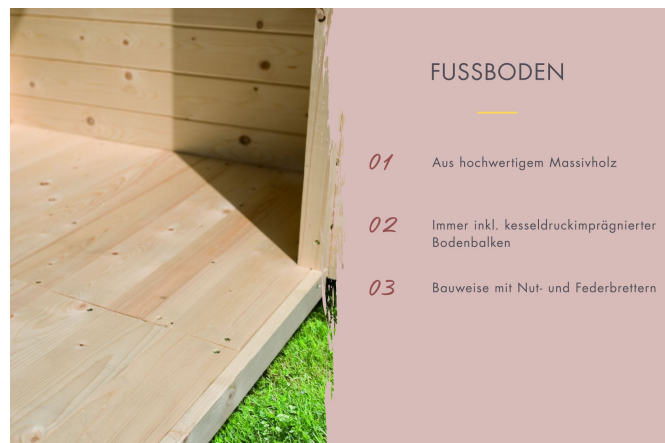 FUSSBODEN
01 Aus hochwertigem Massivholz
02 Immer inkl. kesseldruckimprägnierter
Bodenbalken
03 Bauweise mit Nut- und Federbrettern